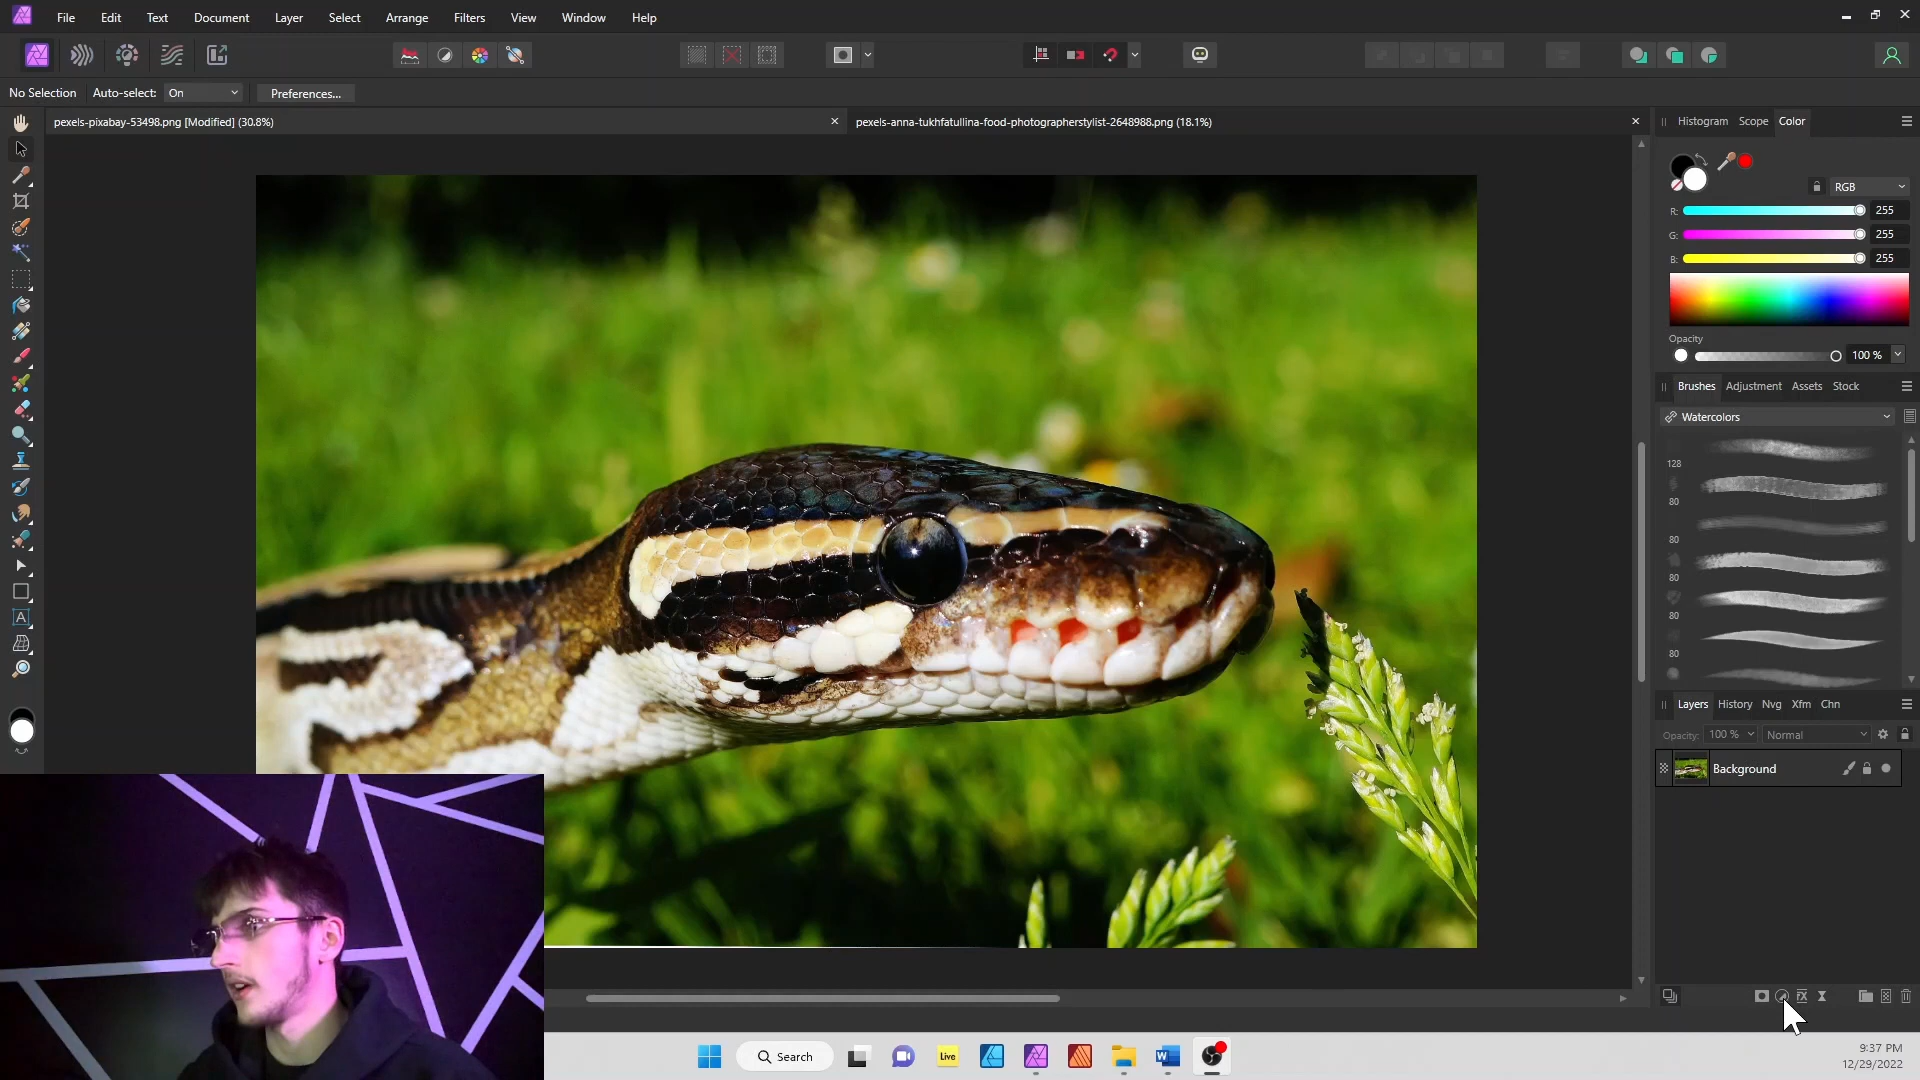 File Edit Text Document Layer Select Arrange Filters View Window Help
No Selection Auto-select: On Preferences...
pexels-pixabay-53498.png [Modified] (30.8%)
pexels-anna-tukhfatullina-food-photographerstylist-2648988.png (18.1%)
Histogram Scope Color
RGB
R: 255
G: 255
B: 255
Opacity
100 %
Brushes Adjustment Assets Stock
Watercolors
128
80
80
80
80
80
Layers History Nvg Xfm Chn
Opacity: 100 % Normal
Background
A
fx
Search
Live
W
9:37 PM
12/29/2022